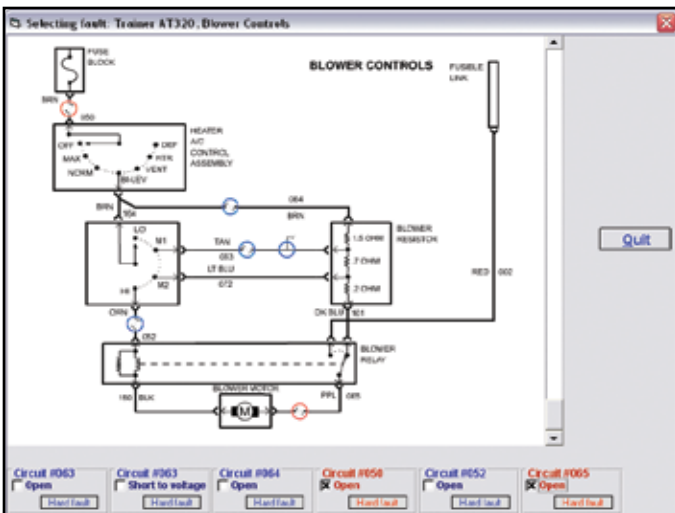 Selecting fault: Trainer AT320, Blower Controls
FUSE
BLOCK
BLOWER CONTROLS
FUSIBLE
LINK
BRN
050
HEATER
A/C
CONTROL
ASSEMBLY
OFF
DEF
MAX
HTR
NORM
VENT
BI-LEV
BRN
164
064
BRN
LO
M1
TAN
063
BLOWER
RESISTOR
1.5 OHM
.7 OHM
.2 OHM
LT BLU
072
M2
HI
RED
002
Quit
ORN
052
DK BLU
101
BLOWER
RELAY
150
BLK
BLOWER MOTOR
M
PPL
065
Circuit #063
Open
Hard fault
Circuit #063
Short to voltage
Hard fault
Circuit #064
Open
Hard fault
Circuit #050
Open
Hard fault
Circuit #052
Open
Hard fault
Circuit #065
Open
Hard fault